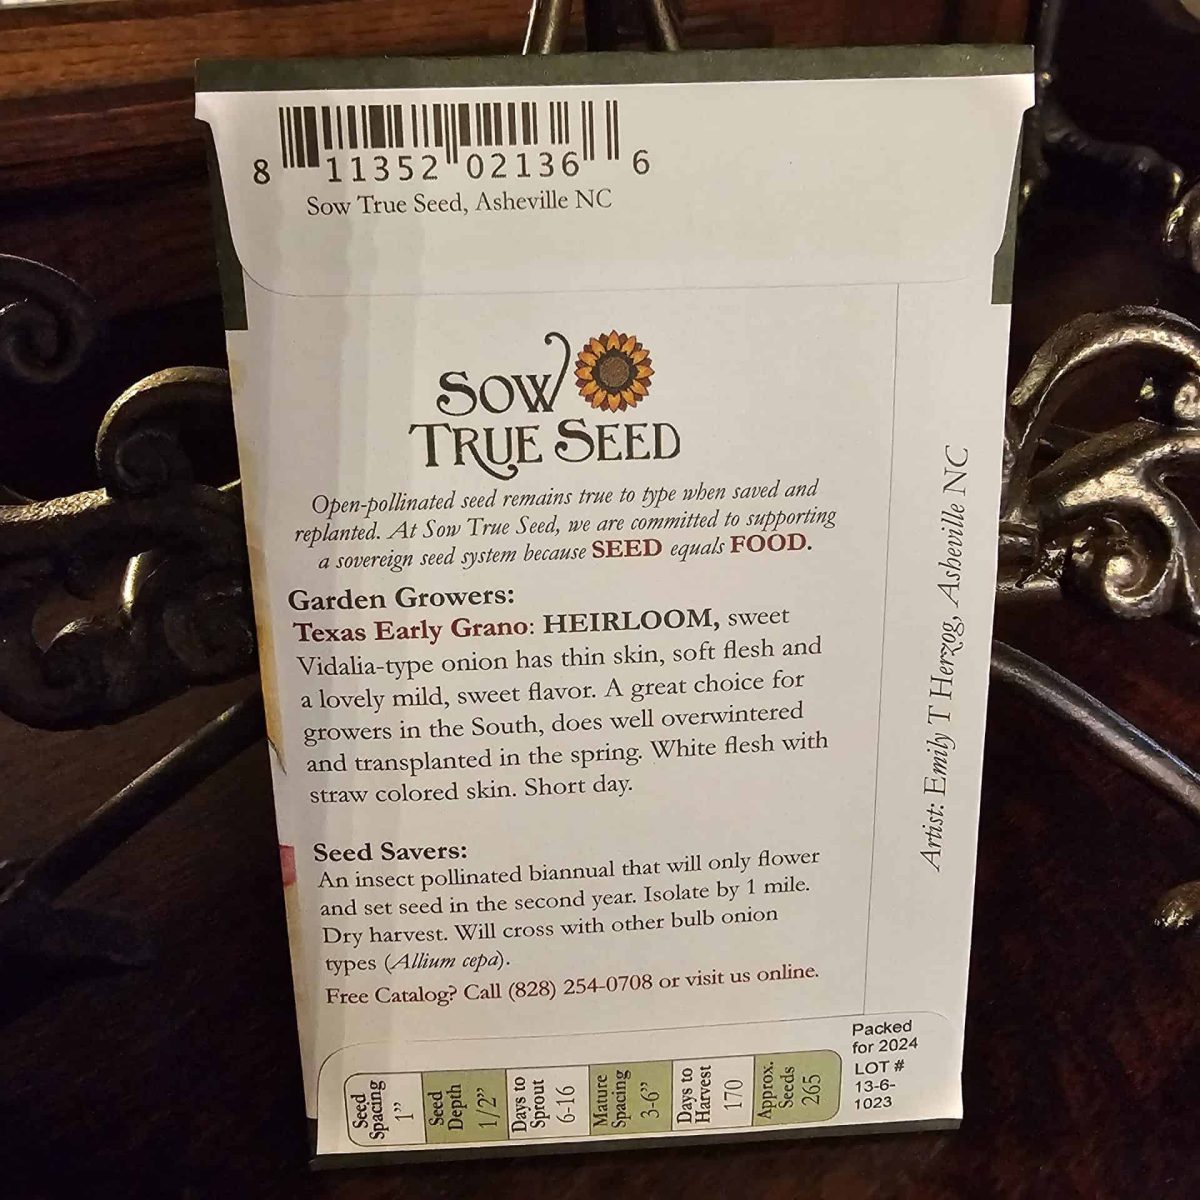 8 11352 02136 6
Sow True Seed, Asheville NC
SOW
TRUE SEED
Open-pollinated seed remains true to type when saved and
replanted. At Sow True Seed, we are committed to supporting
a sovereign seed system because SEED equals FOOD.
Garden Growers:
Texas Early Grano: HEIRLOOM, sweet
Vidalia-type onion has thin skin, soft flesh and
a lovely mild, sweet flavor. A great choice for
growers in the South, does well overwintered
and transplanted in the spring. White flesh with
straw colored skin. Short day.
Seed Savers:
An insect pollinated biannual that will only flower
and set seed in the second year. Isolate by 1 mile.
Dry harvest. Will cross with other bulb onion
types (Allium cepa).
Free Catalog? Call (828) 254-0708 or visit us online.
Artist: Emily T Herzog, Asheville NC
Seed
Spacing
1"
Seed
Depth
1/2"
Days to
Sprout
6-16
Mature
Spacing
3-6"
Days to
Harvest
170
Approx.
Seeds
265
Packed
for 2024
LOT #
13-6-
1023